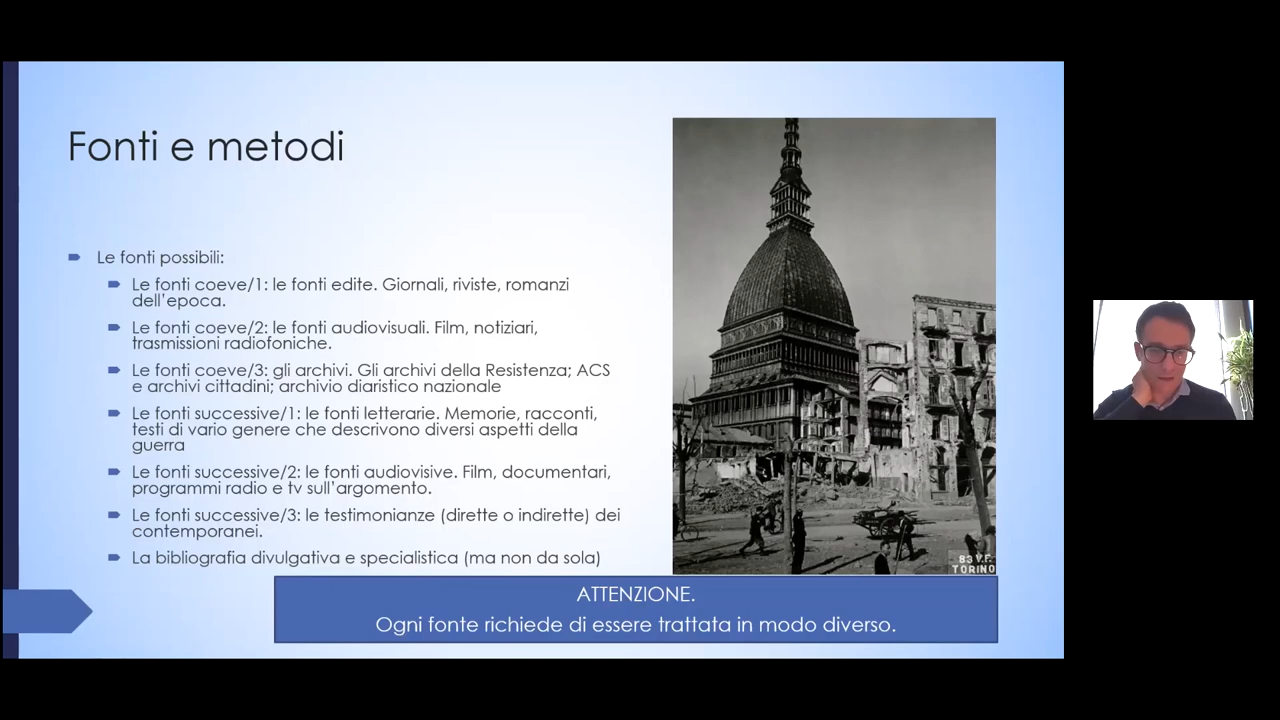 Fonti e metodi
Le fonti possibili:
Le fonti coeve/1: le fonti edite. Giornali, riviste, romanzi
dell'epoca.
Le fonti coeve/2: le fonti audiovisuali. Film, notiziari,
trasmissioni radiofoniche.
Le fonti coeve/3: gli archivi. Gli archivi della Resistenza; ACS
e archivi cittadini; archivio diaristico nazionale
Le fonti successive/1: le fonti letterarie. Memorie, racconti,
testi di vario genere che descrivono diversi aspetti della
guerra
Le fonti successive/2: le fonti audiovisive. Film, documentari,
programmi radio e tv sull'argomento.
Le fonti successive/3: le testimonianze (dirette o indirette) dei
contemporanei.
La bibliografia divulgativa e specialistica (ma non da sola)
TORINO
ATTENZIONE.
Ogni fonte richiede di essere trattata in modo diverso.